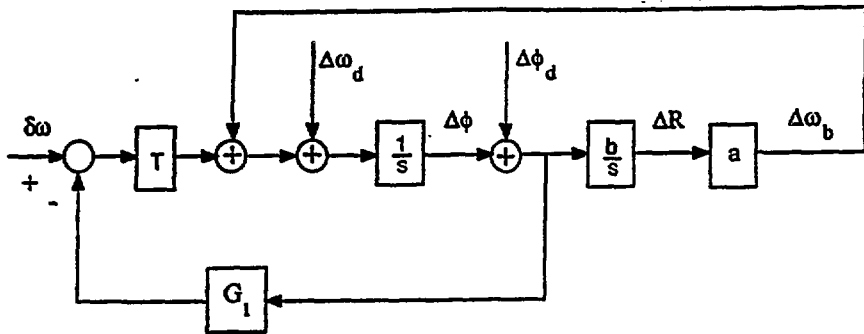 Δω_d
Δφ_d
δω
Δφ
ΔR
Δω_b
+
T
+
+
1/s
+
b/s
a
-
G_1